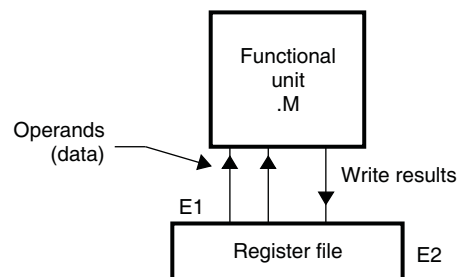 Functional
unit
.M
Operands
(data)
Write results
E1
Register file
E2